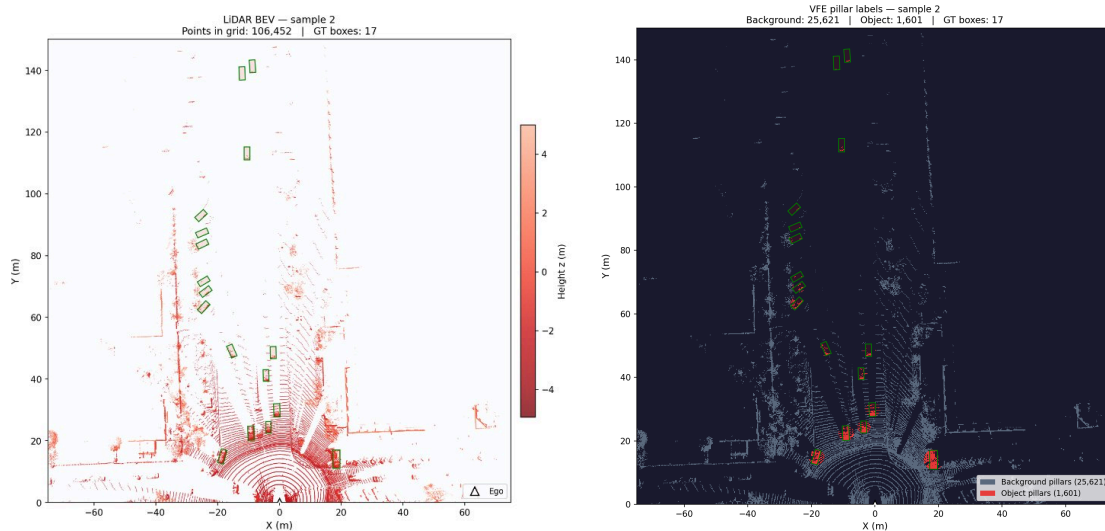 LiDAR BEV — sample 2
Points in grid: 106,452 | GT boxes: 17
140
120
100
80
60
40
20
0
Y (m)
−60
−40
−20
0
20
40
60
X (m)
Ego
4
2
0
−2
−4
Height z (m)
VFE pillar labels — sample 2
Background: 25,621 | Object: 1,601 | GT boxes: 17
140
120
100
80
60
40
20
0
Y (m)
−60
−40
−20
0
20
40
60
X (m)
Background pillars (25,621)
Object pillars (1,601)